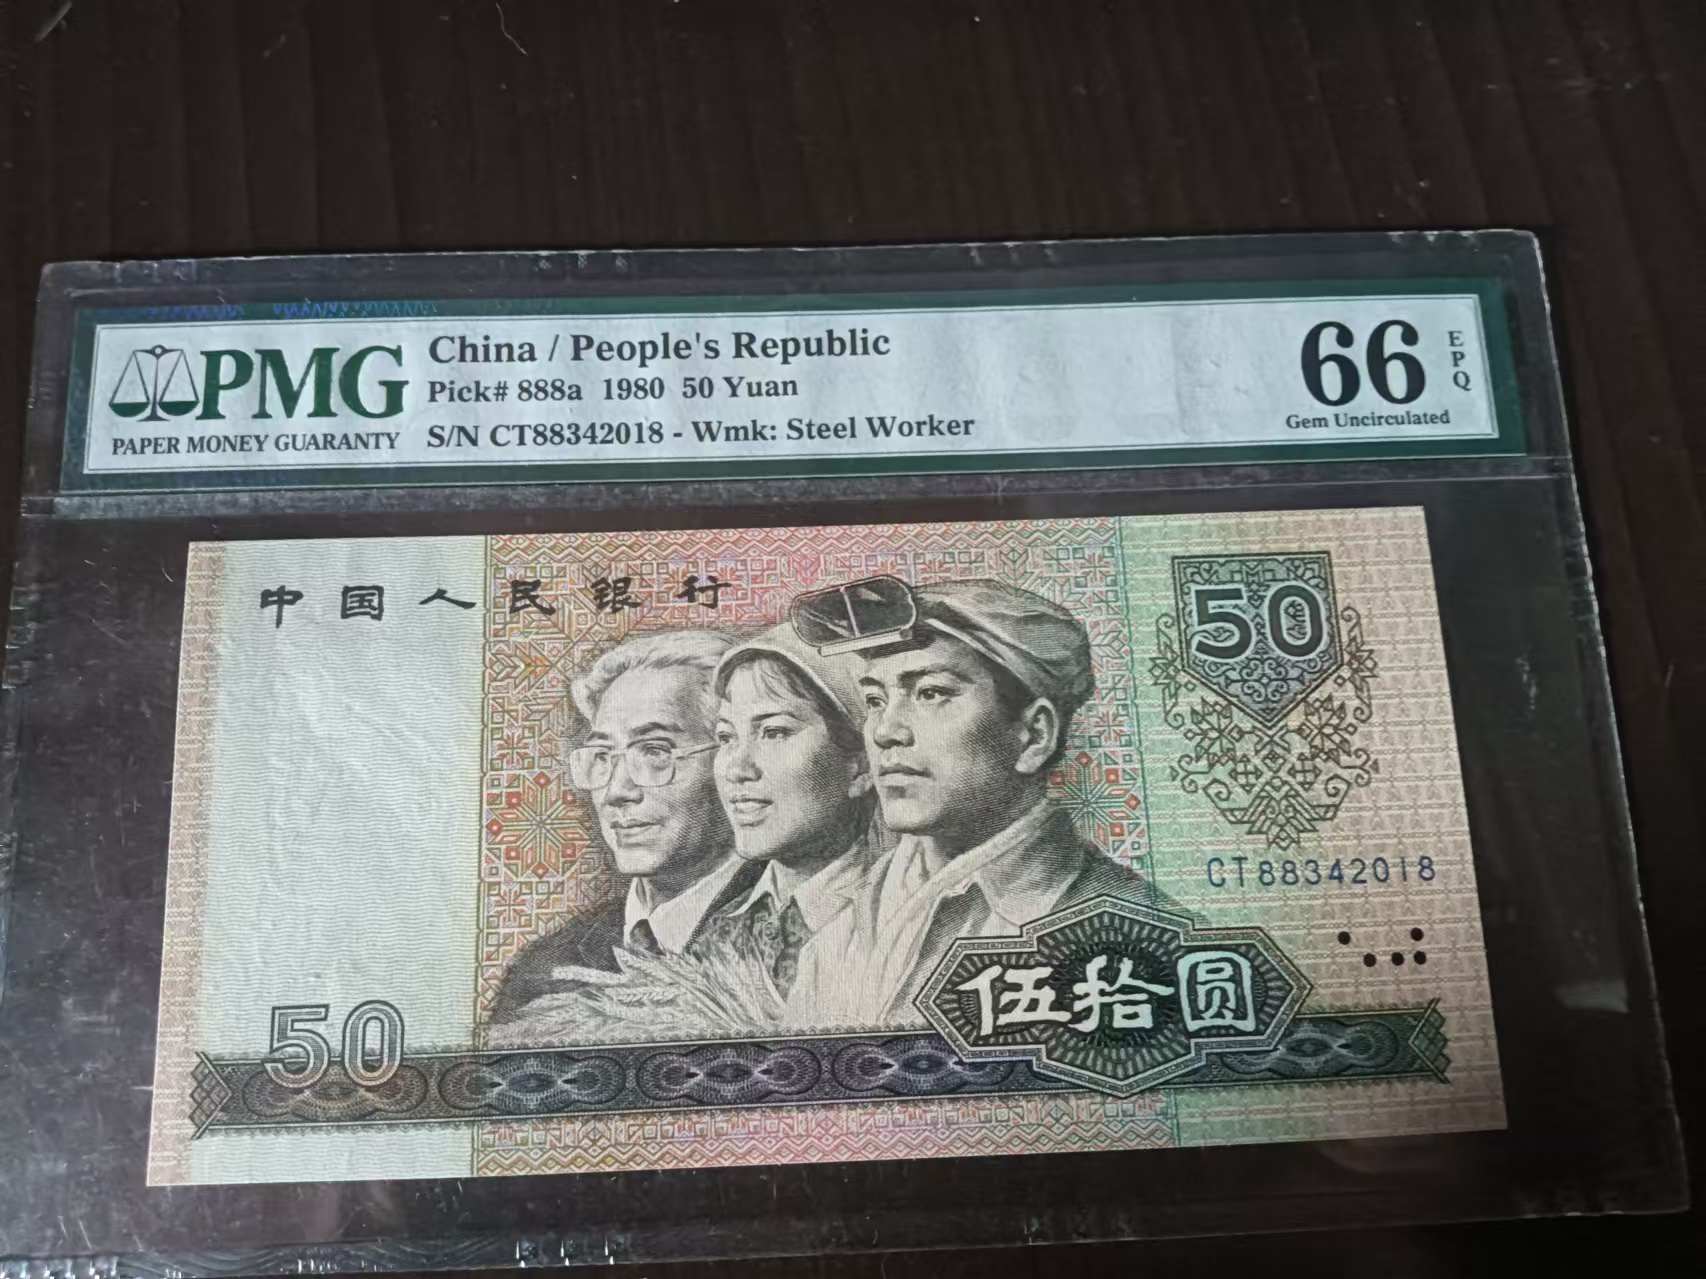 PMG
PAPER MONEY GUARANTY
China / People's Republic
Pick# 888a 1980 50 Yuan
S/N CT88342018 - Wmk: Steel Worker
66
EPQ
Gem Uncirculated
中国人民银行
50
CT88342018
伍拾圆
50